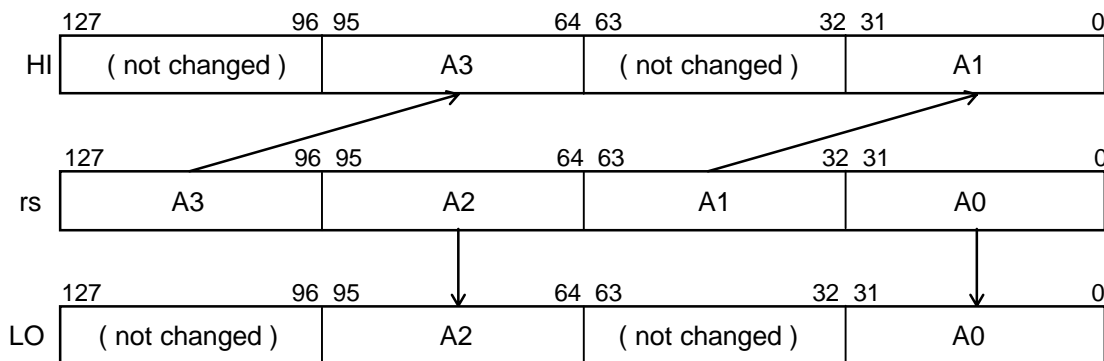 127 96 95 64 63 32 31 0
HI ( not changed ) A3 ( not changed ) A1
127 96 95 64 63 32 31 0
rs A3 A2 A1 A0
127 96 95 64 63 32 31 0
LO ( not changed ) A2 ( not changed ) A0